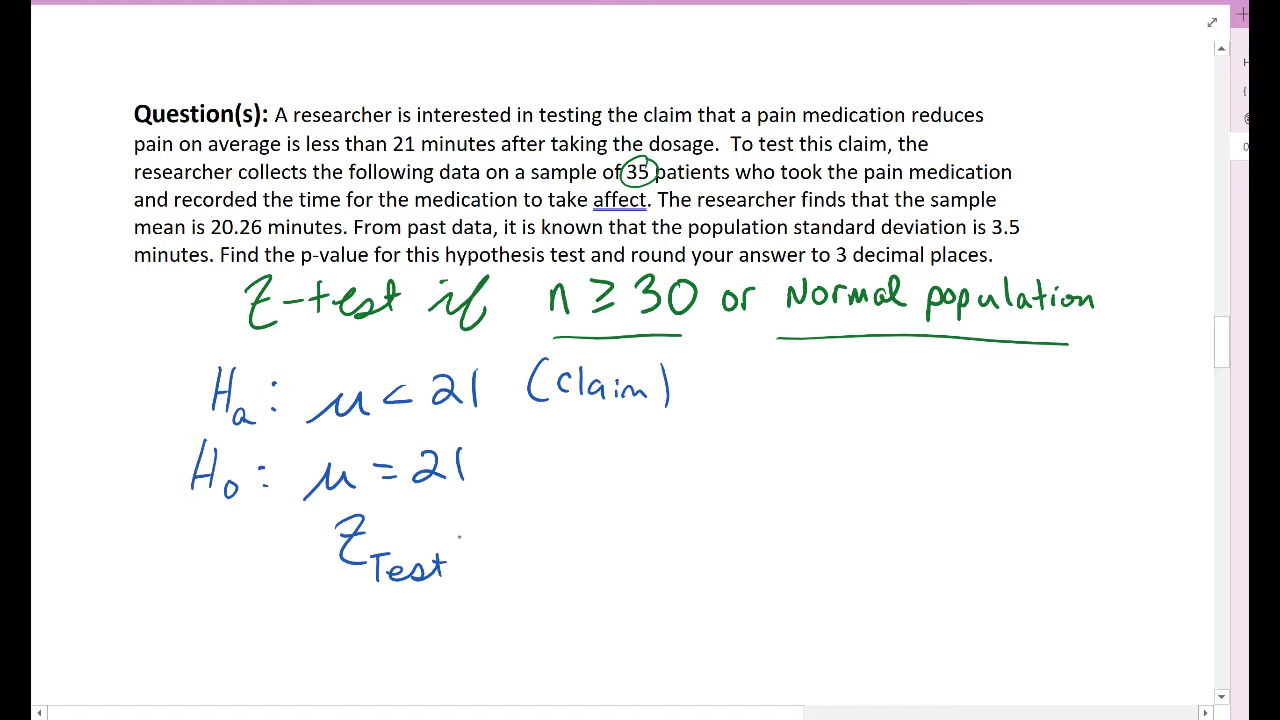 Question(s): A researcher is interested in testing the claim that a pain medication reduces
pain on average is less than 21 minutes after taking the dosage.  To test this claim, the
researcher collects the following data on a sample of 35 patients who took the pain medication
and recorded the time for the medication to take affect. The researcher finds that the sample
mean is 20.26 minutes. From past data, it is known that the population standard deviation is 3.5
minutes. Find the p-value for this hypothesis test and round your answer to 3 decimal places.
Z-test if n ≥ 30 or Normal population
Ha: μ < 21 (Claim)
H0: μ = 21
ZTest